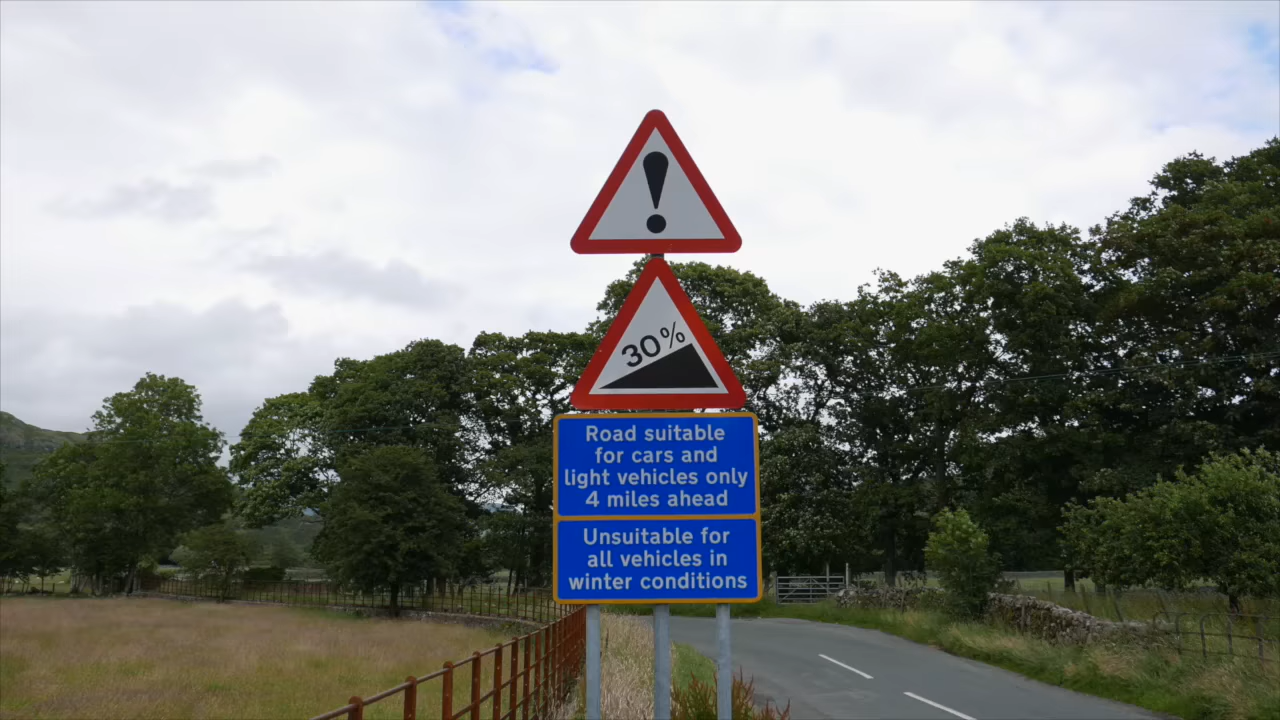 !
30%
Road suitable
for cars and
light vehicles only
4 miles ahead
Unsuitable for
all vehicles in
winter conditions